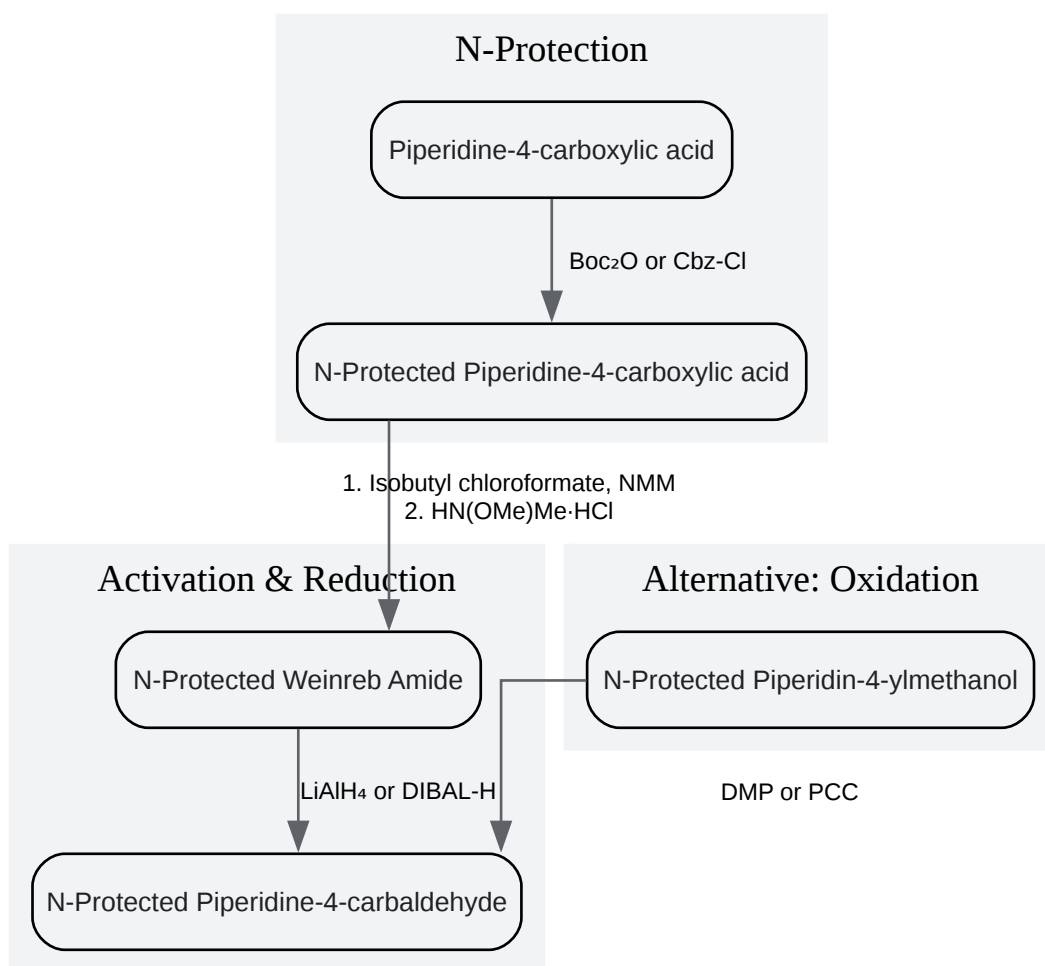 N-Protection
Piperidine-4-carboxylic acid
Boc₂O or Cbz-Cl
N-Protected Piperidine-4-carboxylic acid
1. Isobutyl chloroformate, NMM
2. HN(OMe)Me·HCl
Activation & Reduction
N-Protected Weinreb Amide
LiAlH₄ or DIBAL-H
N-Protected Piperidine-4-carbaldehyde
Alternative: Oxidation
N-Protected Piperidin-4-ylmethanol
DMP or PCC